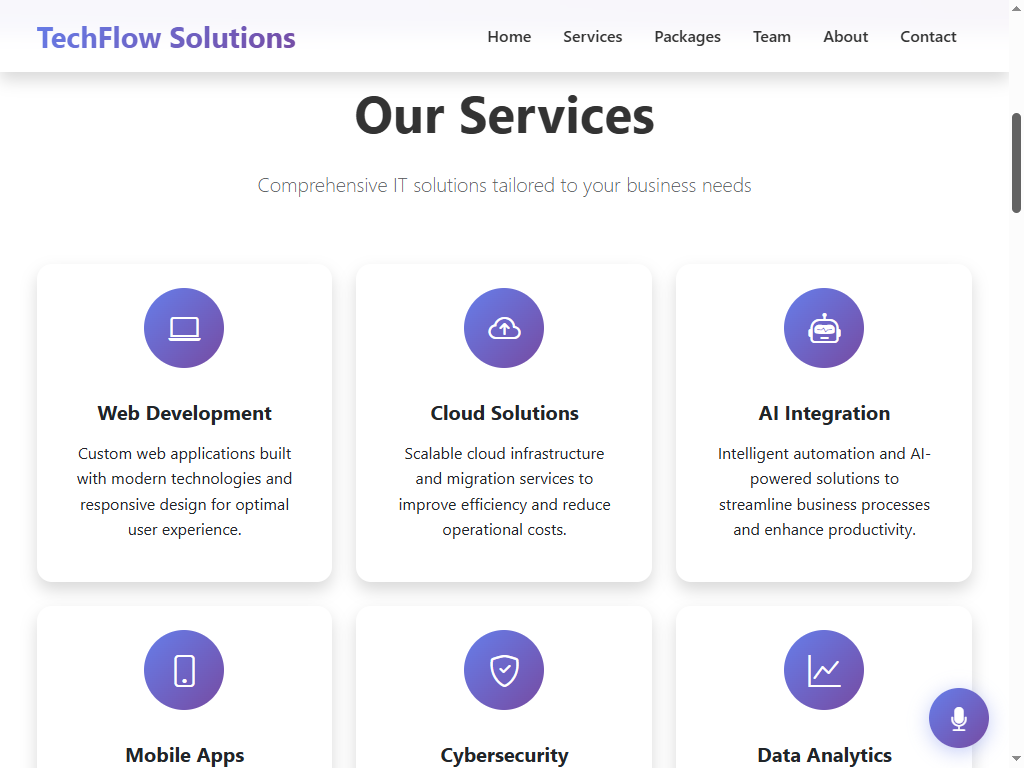 TechFlow Solutions
Home
Services
Packages
Team
About
Contact
Our Services
Comprehensive IT solutions tailored to your business needs
Web Development
Custom web applications built
with modern technologies and
responsive design for optimal
user experience.
Cloud Solutions
Scalable cloud infrastructure
and migration services to
improve efficiency and reduce
operational costs.
AI Integration
Intelligent automation and AI-
powered solutions to
streamline business processes
and enhance productivity.
Mobile Apps
Cybersecurity
Data Analytics